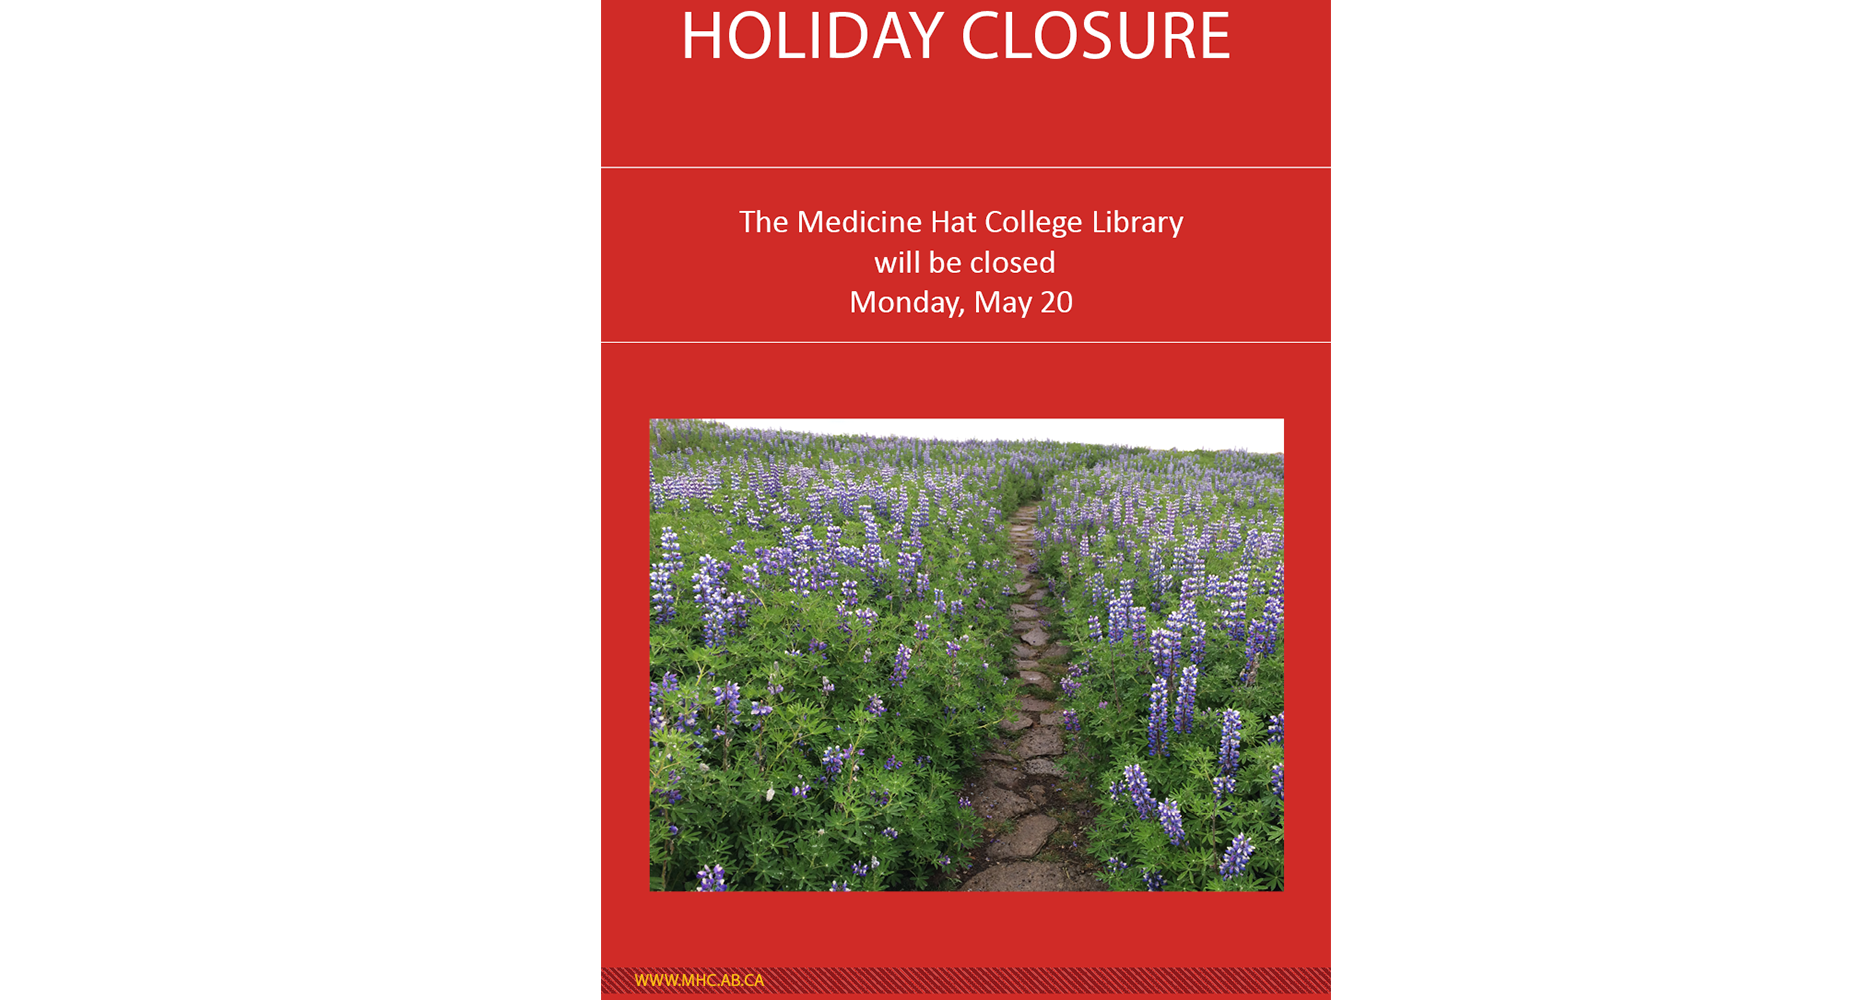 HOLIDAY CLOSURE
The Medicine Hat College Library
will be closed
Monday, May 20
WWW.MHC.AB.CA